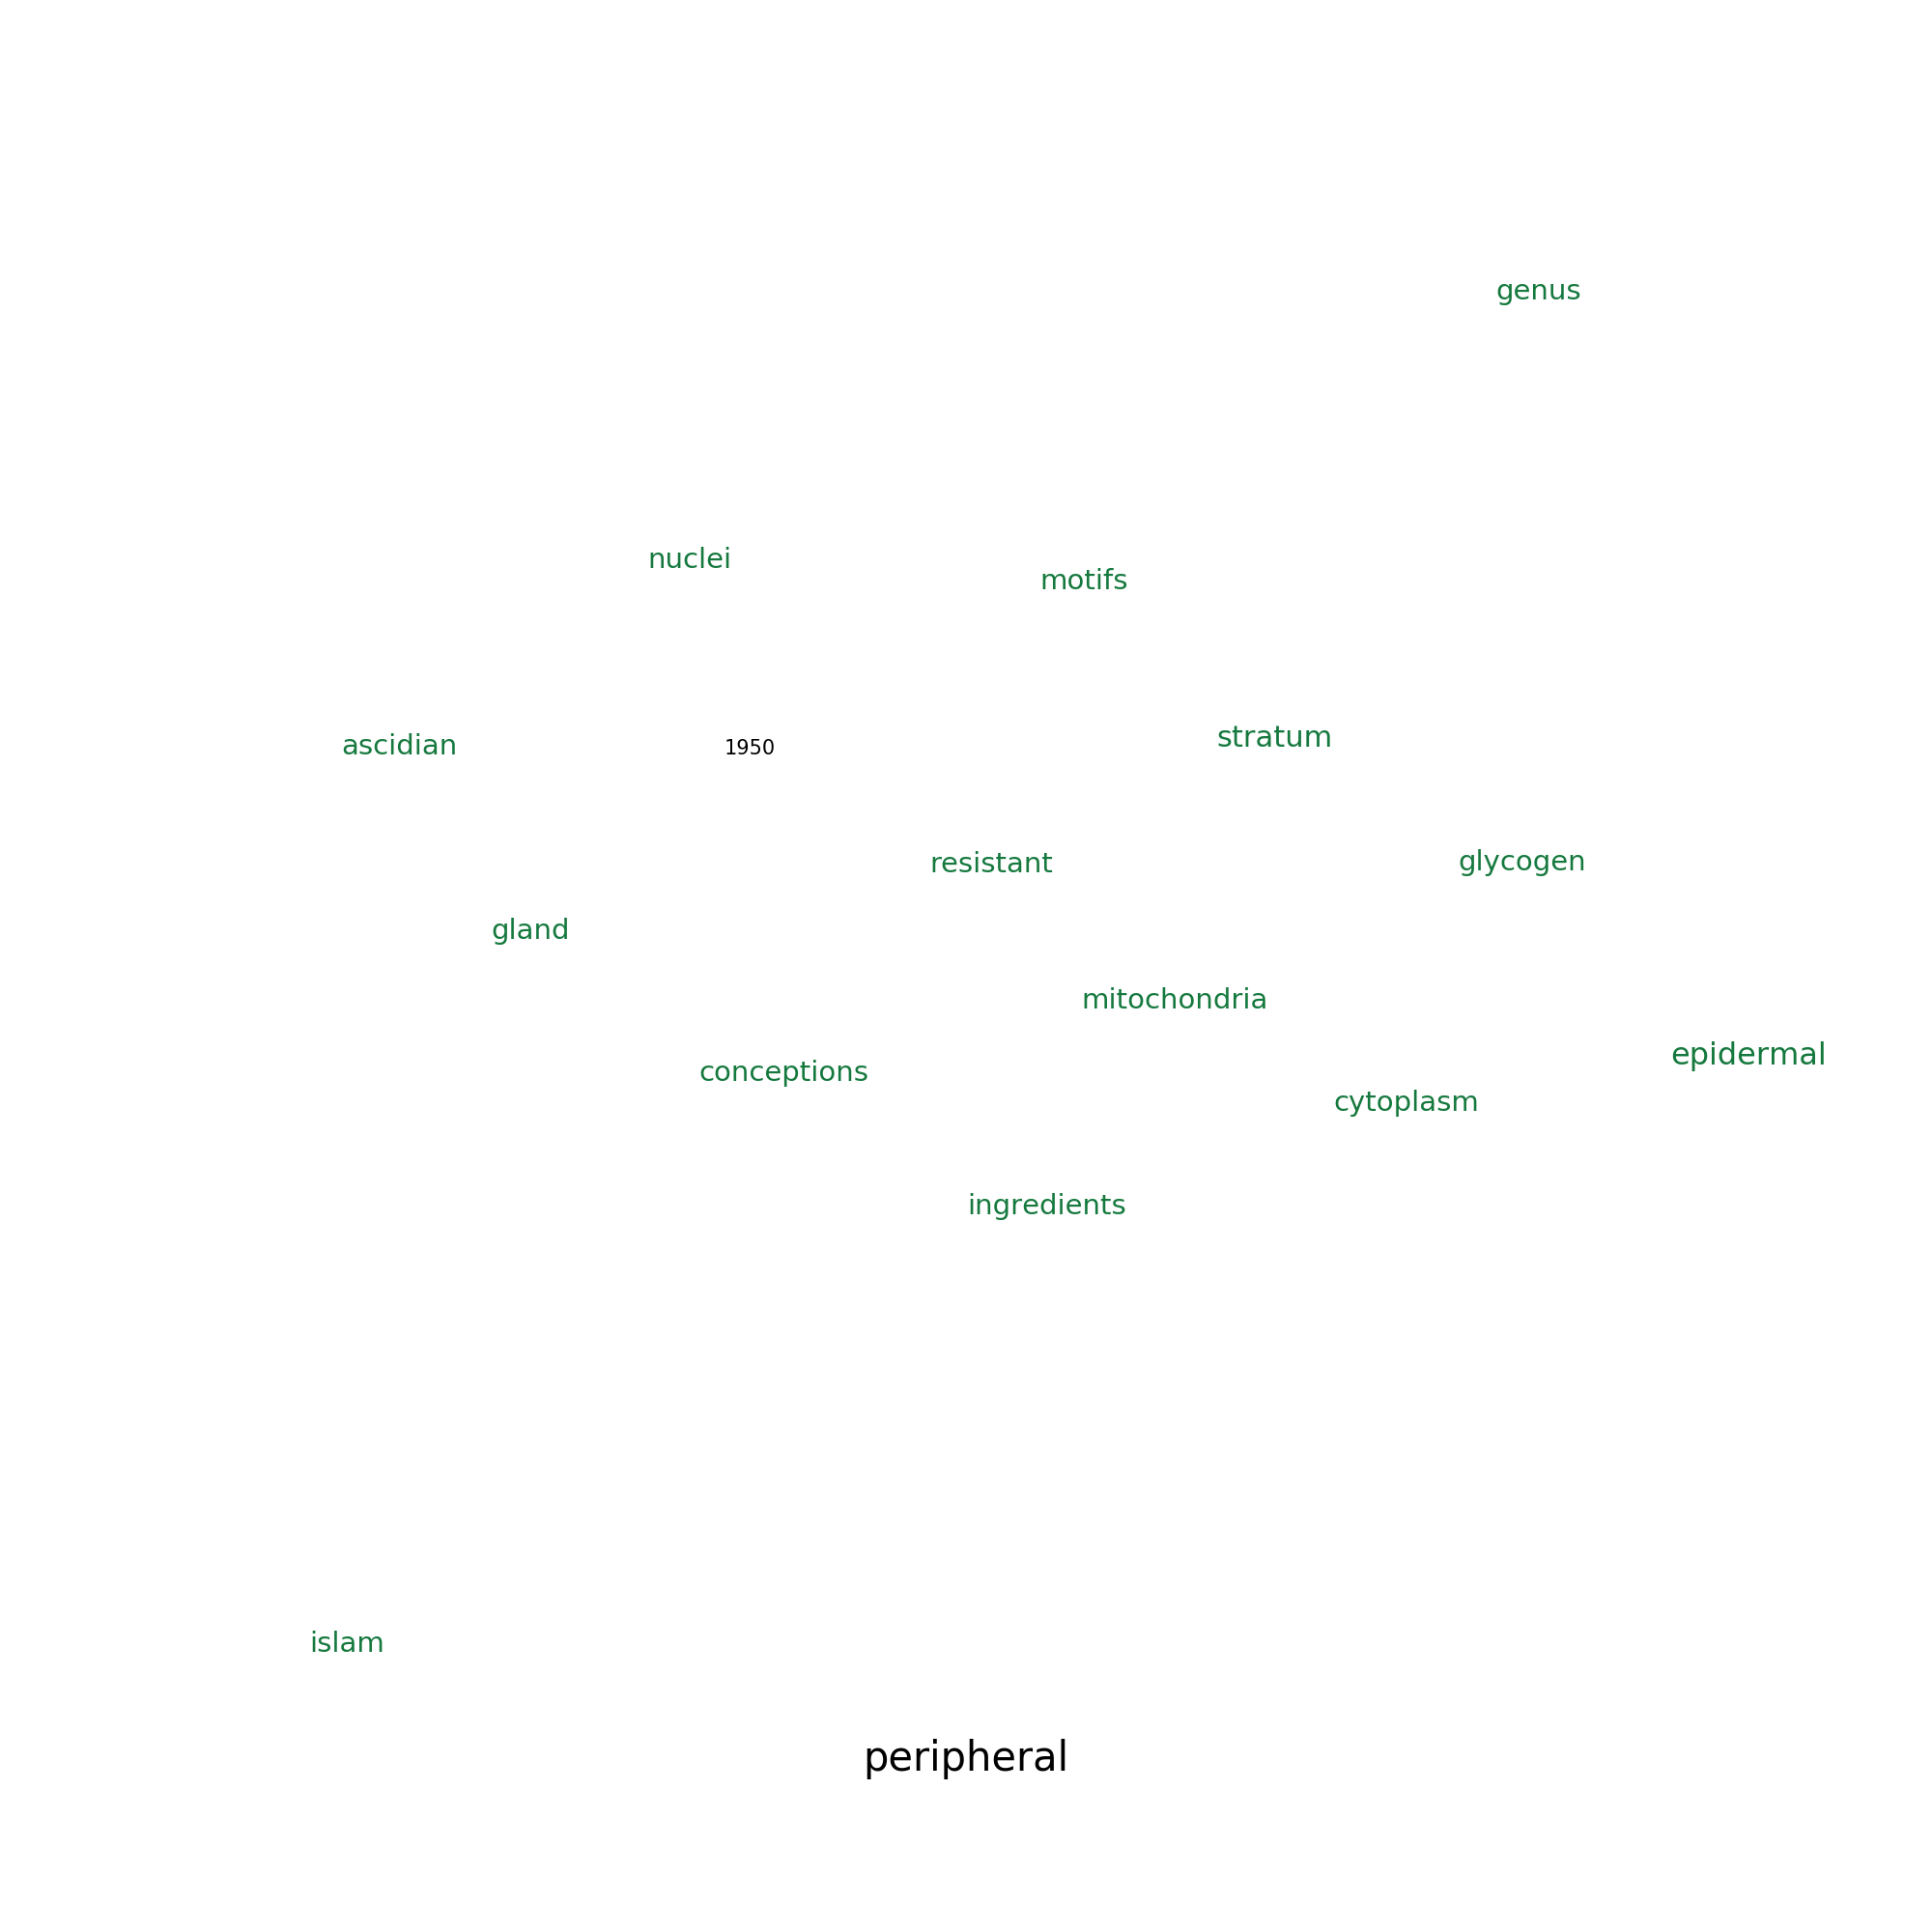 genus
nuclei
motifs
stratum
ascidian
1950
resistant
glycogen
gland
mitochondria
epidermal
conceptions
cytoplasm
ingredients
islam
peripheral